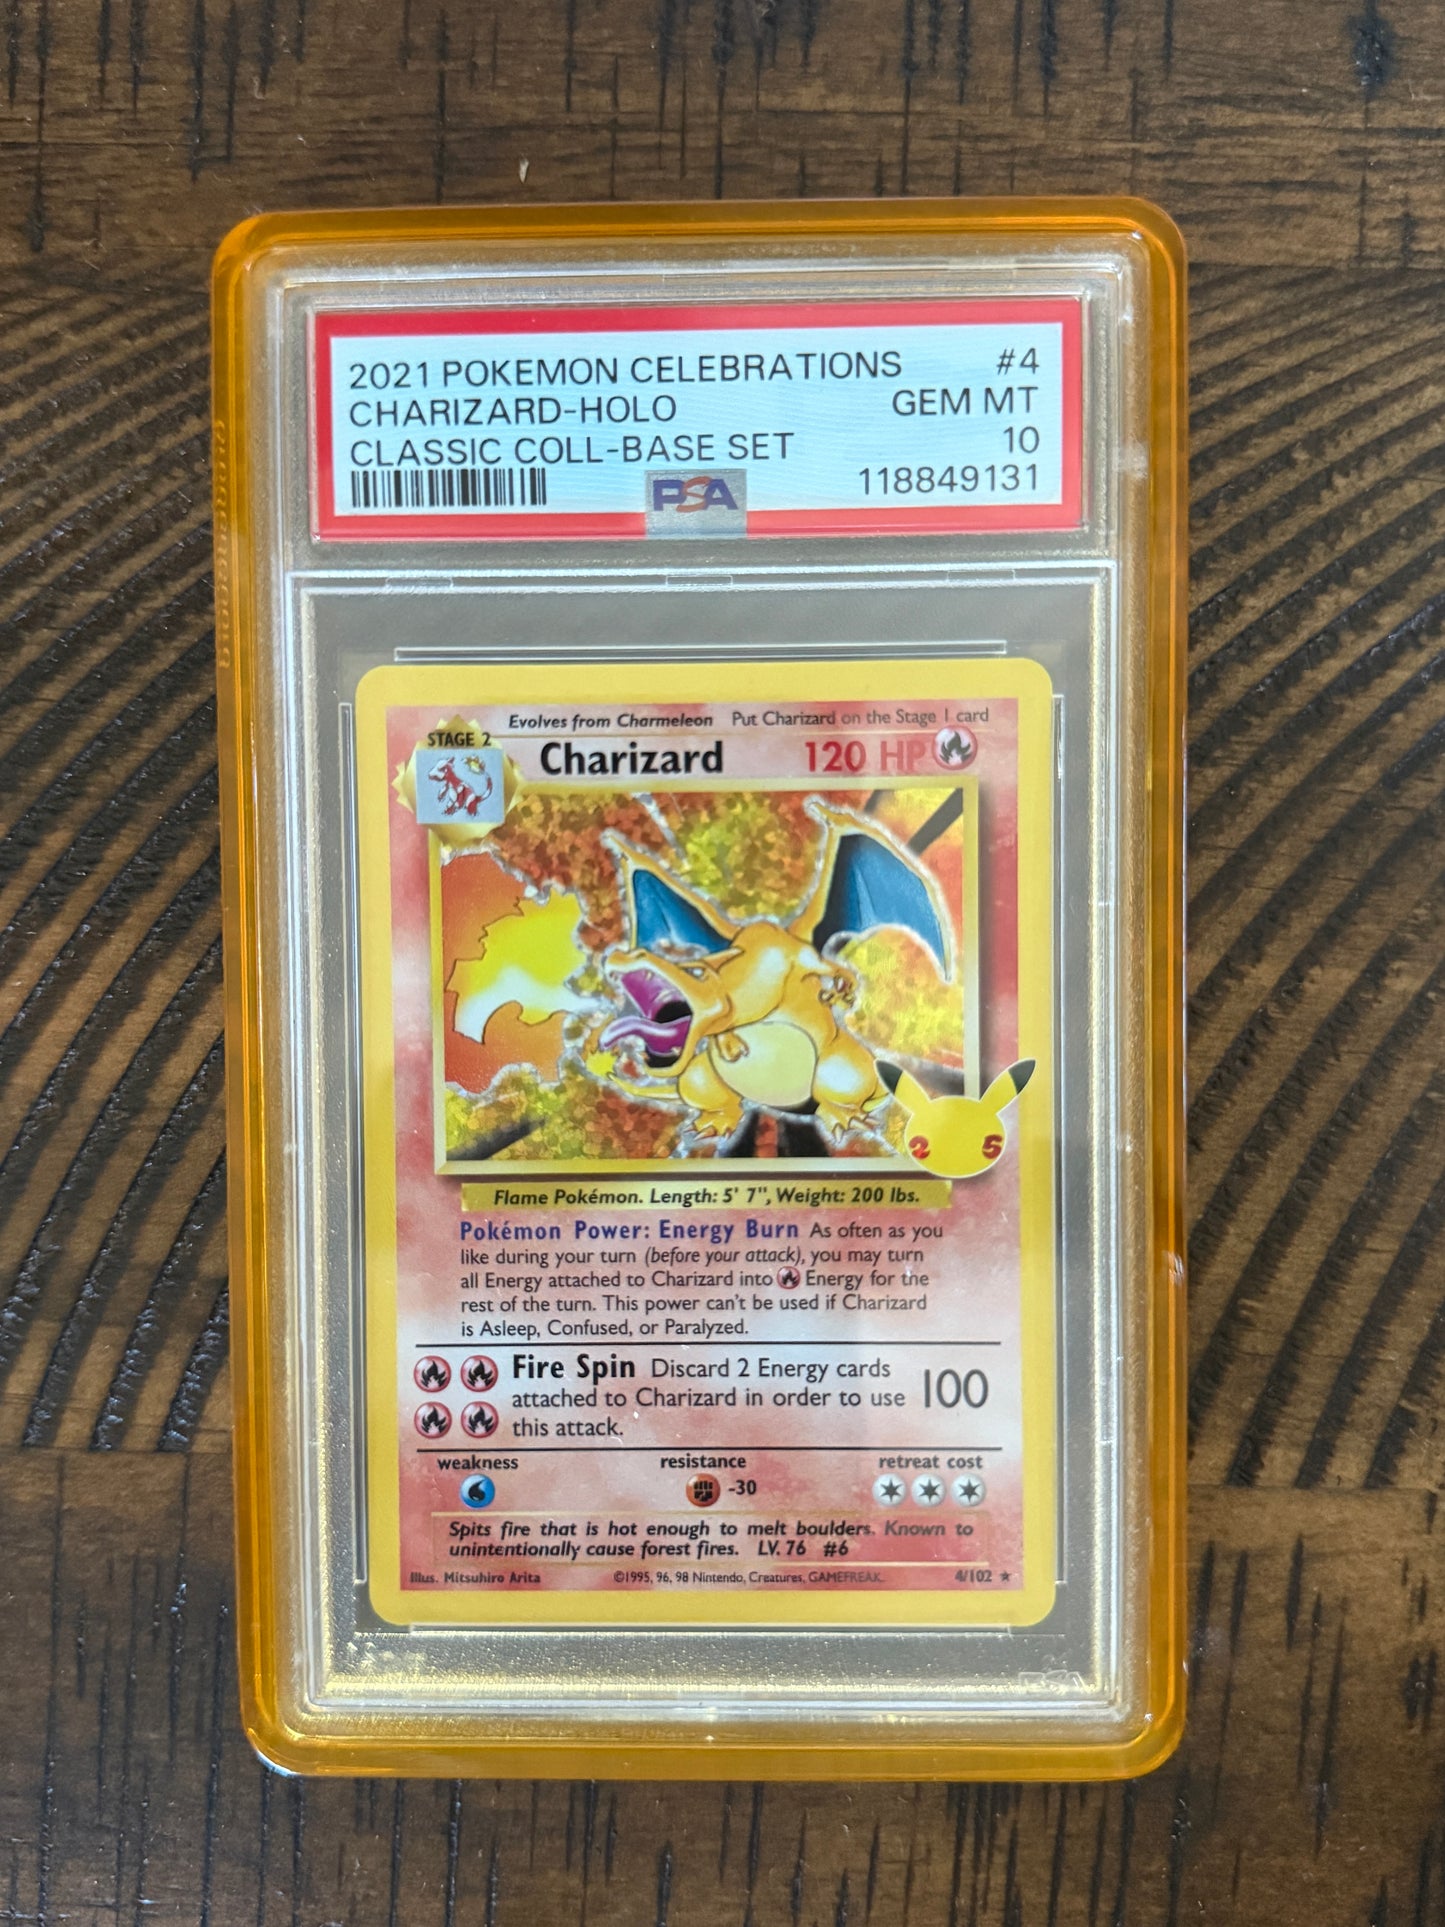 2021 POKEMON CELEBRATIONS #4
CHARIZARD-HOLO GEM MT
CLASSIC COLL-BASE SET 10
PSA 118849131
Evolves from Charmeleon Put Charizard on the Stage 1 card
STAGE 2
Charizard 120 HP
25
Flame Pokémon. Length: 5' 7", Weight: 200 lbs.
Pokémon Power: Energy Burn As often as you
like during your turn (before your attack), you may turn
all Energy attached to Charizard into Energy for the
rest of the turn. This power can't be used if Charizard
is Asleep, Confused, or Paralyzed.
Fire Spin Discard 2 Energy cards
attached to Charizard in order to use 100
this attack.
weakness resistance retreat cost
-30
Spits fire that is hot enough to melt boulders. Known to
unintentionally cause forest fires. LV. 76 #6
Illus. Mitsuhiro Arita ©1995, 96, 98 Nintendo, Creatures, GAMEFREAK. 4/102 ★
PSA